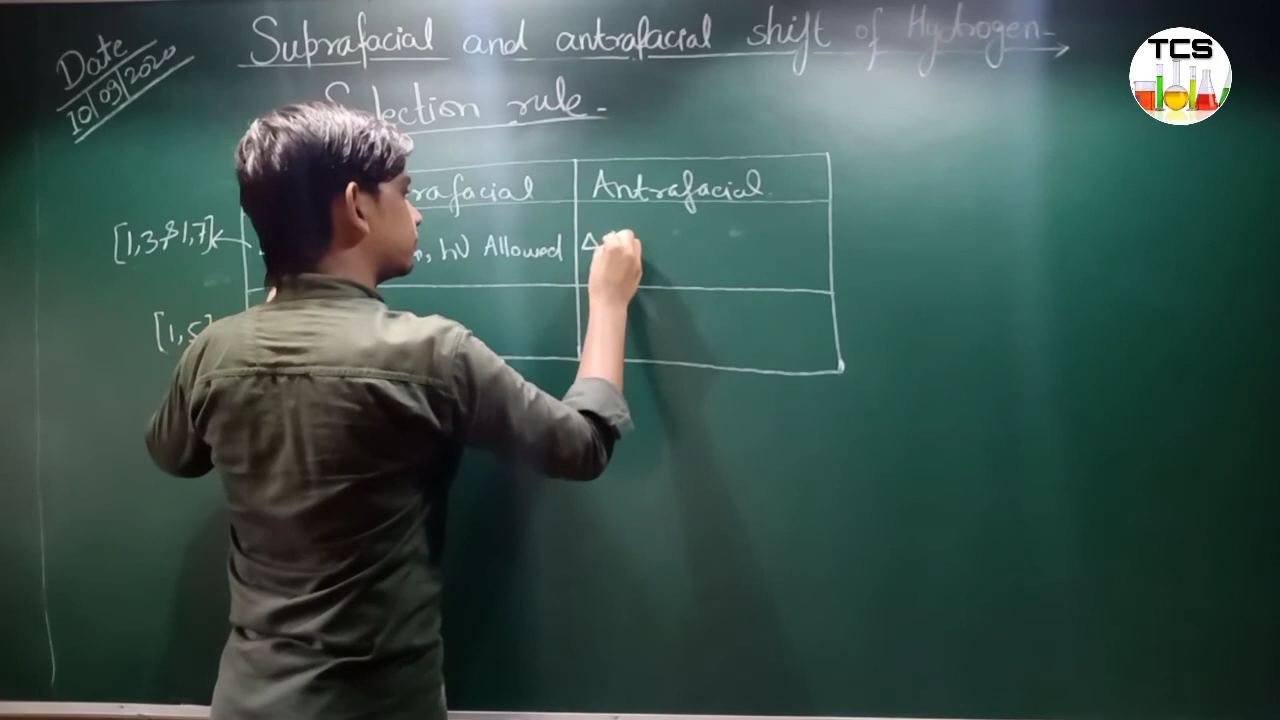 Date
10/09/2020
Suprafacial and antrafacial shift of Hydrogen-
Selection rule-
rafacial Antrafacial
[1,3 & 1,7] , hν Allowed Δ
[1,5]
TCS